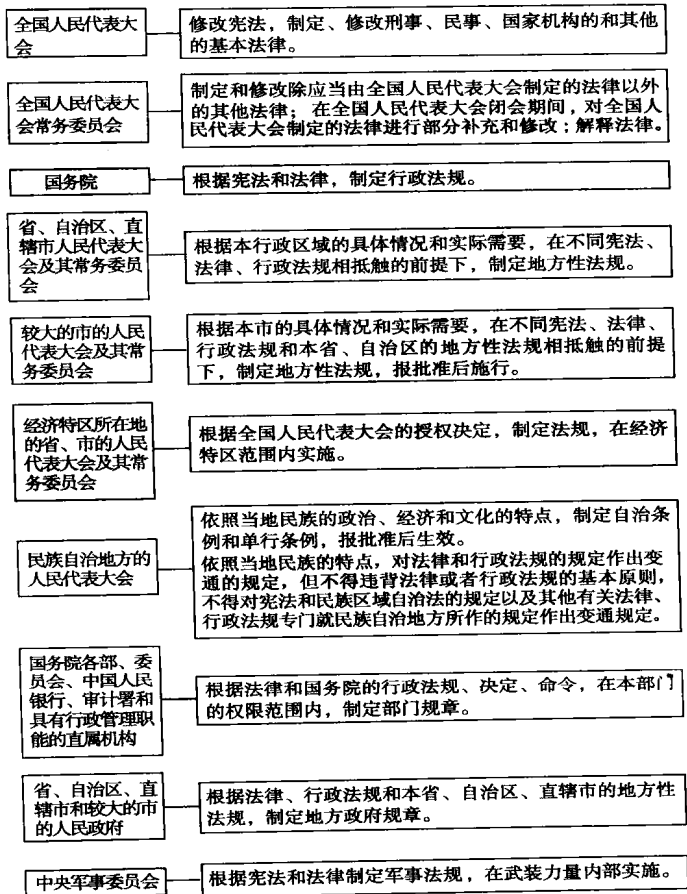 全国人民代表大
会
修改宪法，制定、修改刑事、民事、国家机构的和其他
的基本法律。
全国人民代表大
会常务委员会
制定和修改除应当由全国人民代表大会制定的法律以外
的其他法律； 在全国人民代表大会闭会期间，对全国人
民代表大会制定的法律进行部分补充和修改；解释法律。
国务院
根据宪法和法律，制定行政法规。
省、自治区、直
辖市人民代表大
会及其常务委员
会
根据本行政区域的具体情况和实际需要，在不同宪法、
法律、行政法规相抵触的前提下，制定地方性法规。
较大的市的人民
代表大会及其常
务委员会
根据本市的具体情况和实际需要，在不同宪法、法律、
行政法规和本省、自治区的地方性法规相抵触的前提
下，制定地方性法规，报批准后施行。
经济特区所在地
的省、市的人民
代表大会及其常
务委员会
根据全国人民代表大会的授权决定，制定法规，在经济
特区范围内实施。
民族自治地方的
人民代表大会
依照当地民族的政治、经济和文化的特点，制定自治条
例和单行条例，报批准后生效。
依照当地民族的特点，对法律和行政法规的规定作出变
通的规定，但不得违背法律或者行政法规的基本原则，
不得对宪法和民族区域自治法的规定以及其他有关法律、
行政法规专门就民族自治地方所作的规定作出变通规定。
国务院各部、委
员会、中国人民
银行、审计署和
具有行政管理职
能的直属机构
根据法律和国务院的行政法规、决定、命令，在本部门
的权限范围内，制定部门规章。
省、自治区、直
辖市和较大的市
的人民政府
根据法律、行政法规和本省、自治区、直辖市的地方性
法规，制定地方政府规章。
中央军事委员会
根据宪法和法律制定军事法规，在武装力量内部实施。